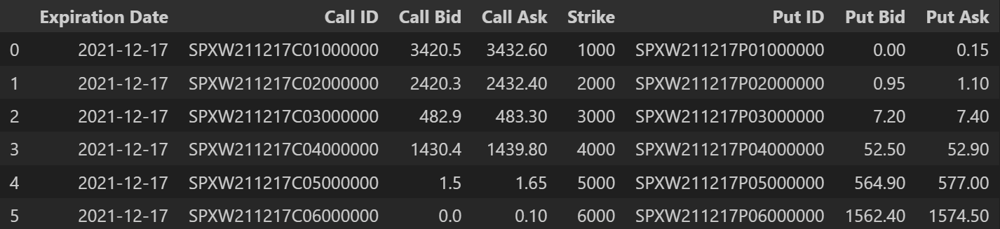 Expiration Date Call ID Call Bid Call Ask Strike Put ID Put Bid Put Ask
0 2021-12-17 SPXW211217C01000000 3420.5 3432.60 1000 SPXW211217P01000000 0.00 0.15
1 2021-12-17 SPXW211217C02000000 2420.3 2432.40 2000 SPXW211217P02000000 0.95 1.10
2 2021-12-17 SPXW211217C03000000 482.9 483.30 3000 SPXW211217P03000000 7.20 7.40
3 2021-12-17 SPXW211217C04000000 1430.4 1439.80 4000 SPXW211217P04000000 52.50 52.90
4 2021-12-17 SPXW211217C05000000 1.5 1.65 5000 SPXW211217P05000000 564.90 577.00
5 2021-12-17 SPXW211217C06000000 0.0 0.10 6000 SPXW211217P06000000 1562.40 1574.50